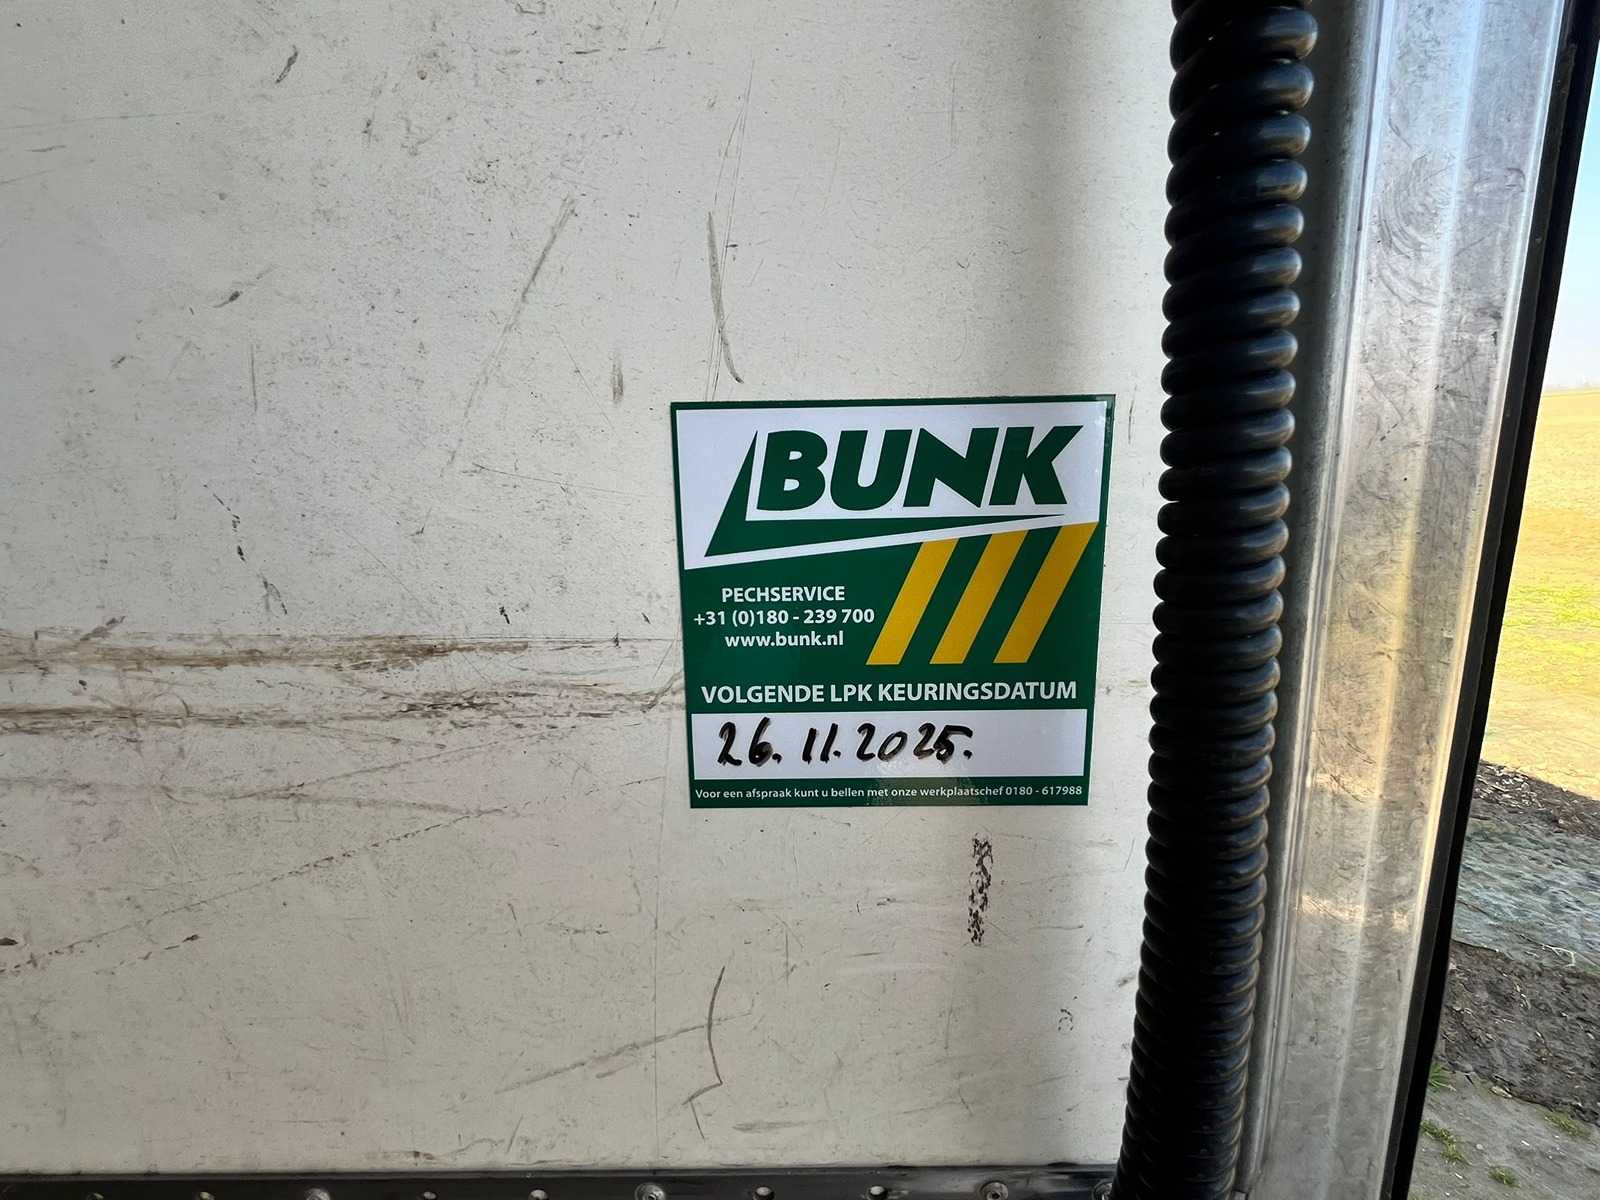 BUNK
PECHSERVICE
+31 (0)180 - 239 700
www.bunk.nl
VOLGENDE LPK KEURINGSDATUM
26.11.2025.
Voor een afspraak kunt u bellen met onze werkplaatschef 0180 - 617988